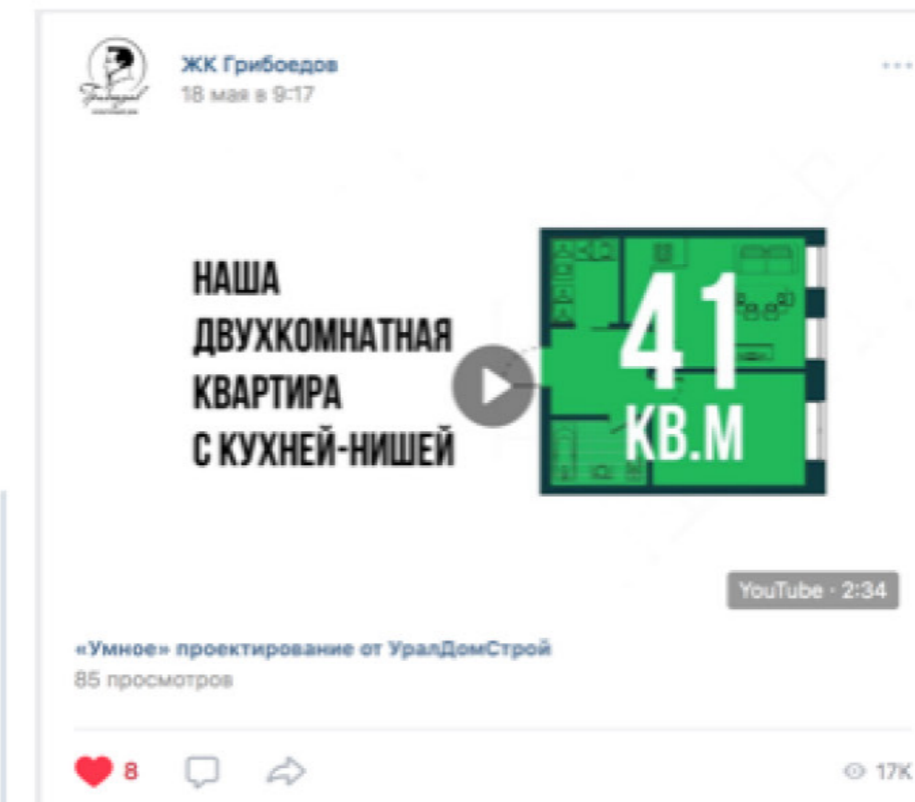 ЖК Грибоедов
18 мая в 9:17
НАША
ДВУХКОМНАТНАЯ
КВАРТИРА
С КУХНЕЙ-НИШЕЙ
41
КВ.М
YouTube · 2:34
«Умное» проектирование от УралДомСтрой
85 просмотров
8
17K